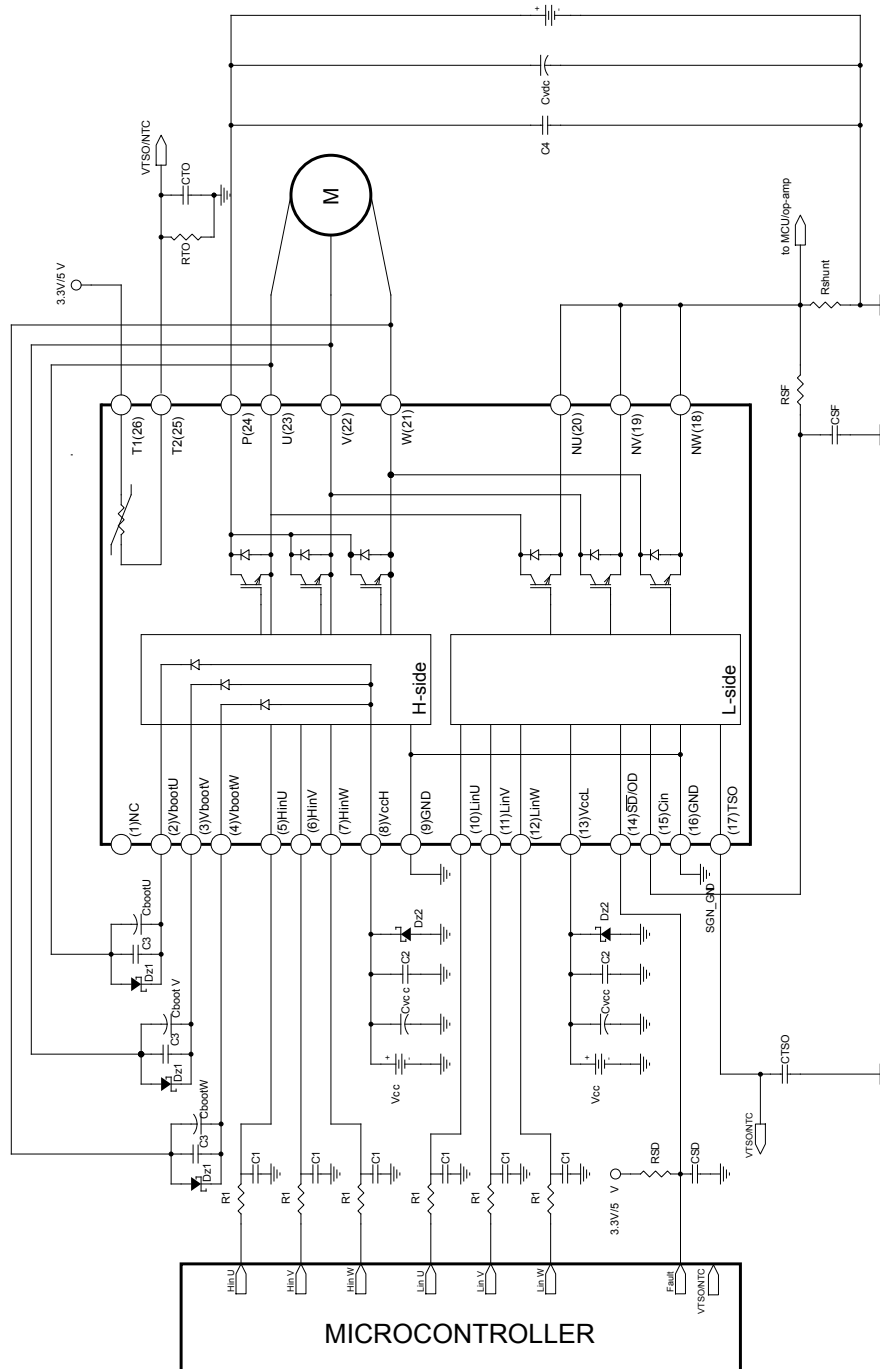 + -
Cvdc
C4
VTSO/NTC
CTO
RTO
M
3.3V/5 V
to MCU/op-amp
Rshunt
RSF
CSF
T1(26)
T2(25)
P(24)
U(23)
V(22)
W(21)
NU(20)
NV(19)
NW(18)
H-side
L-side
(1)NC
(2)VbootU
(3)VbootV
(4)VbootW
(5)HinU
(6)HinV
(7)HinW
(8)VccH
(9)GND
(10)LinU
(11)LinV
(12)LinW
(13)VccL
(14)SD/OD
(15)Cin
(16)GND
(17)TSO
SGN_GND
CbootU
C3
Dz1
Cboot V
C3
Dz1
CbootW
C3
Dz1
Dz2
C2
Cvc c
+ -
Vcc
Dz2
C2
Cvcc
+ -
Vcc
CTSO
VTSO/NTC
R1
C1
R1
C1
R1
C1
R1
C1
R1
C1
R1
C1
3.3V/5 V
RSD
CSD
Hin U
Hin V
Hin W
Lin U
Lin V
Lin W
Fault
VTSO/NTC
MICROCONTROLLER